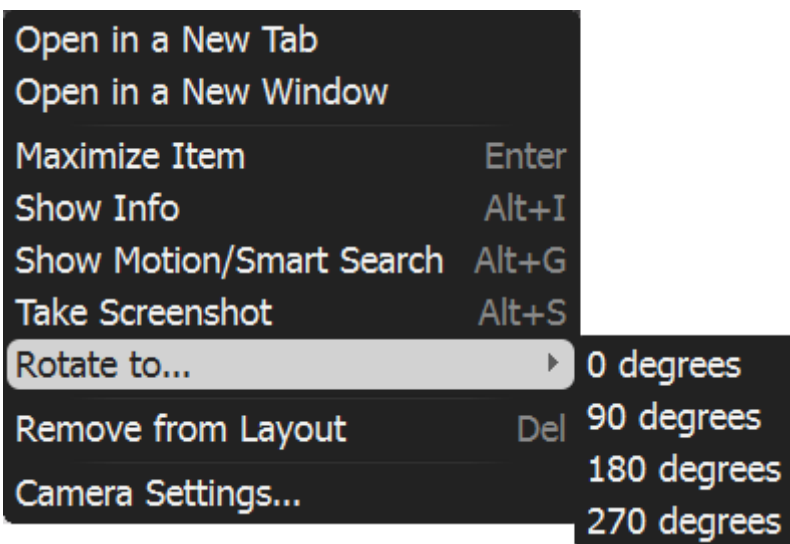 Open in a New Tab
Open in a New Window
Maximize Item Enter
Show Info Alt+I
Show Motion/Smart Search Alt+G
Take Screenshot Alt+S
Rotate to...
0 degrees
90 degrees
180 degrees
270 degrees
Remove from Layout Del
Camera Settings...